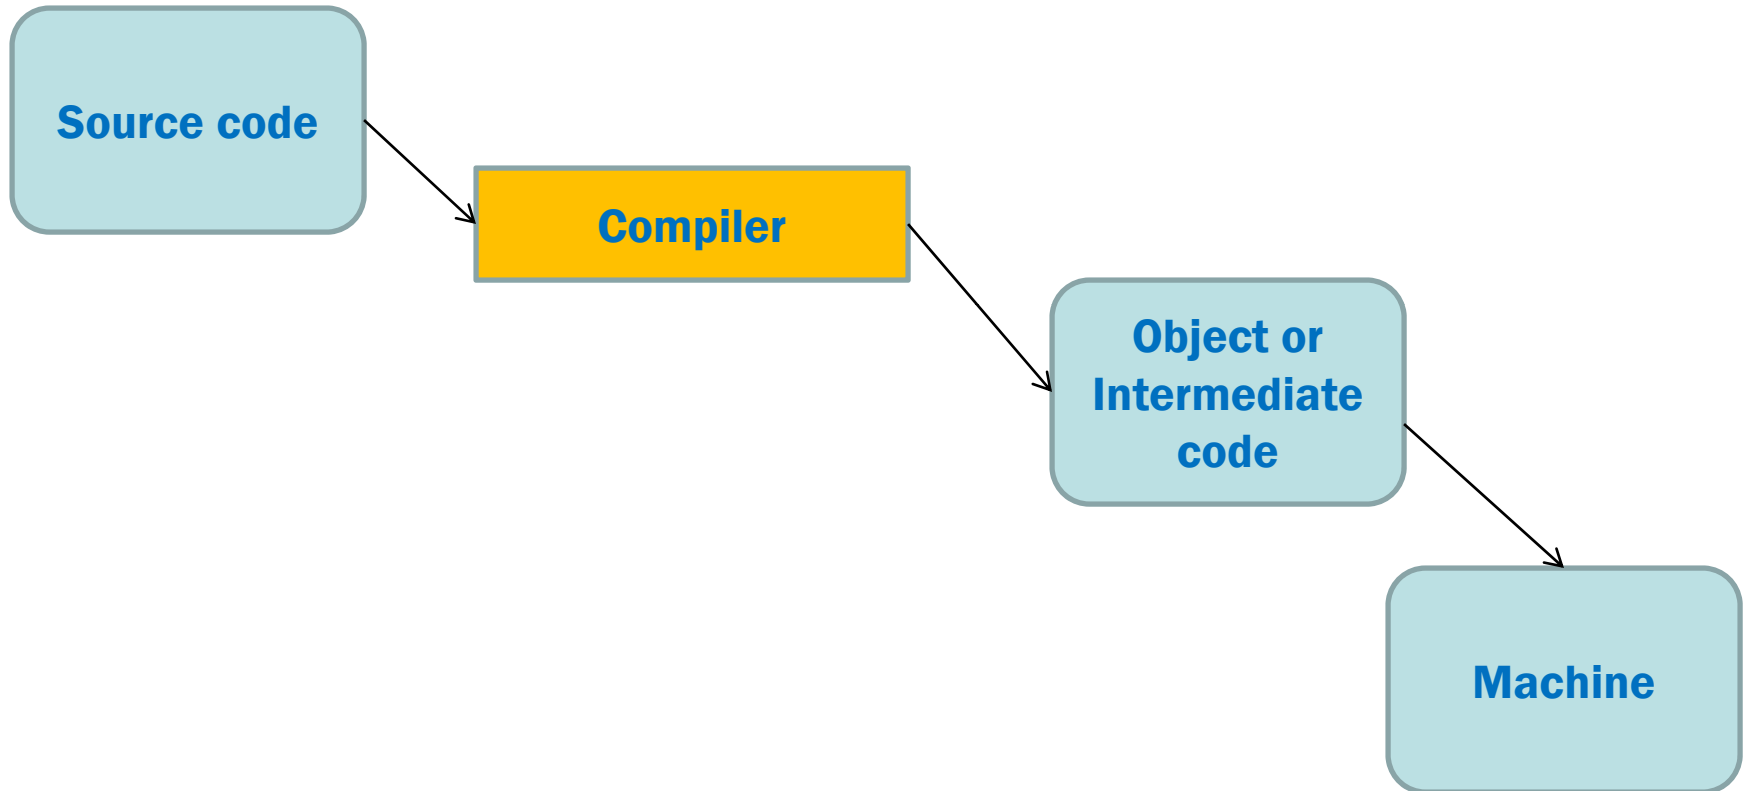 Source code
Compiler
Object or
Intermediate
code
Machine